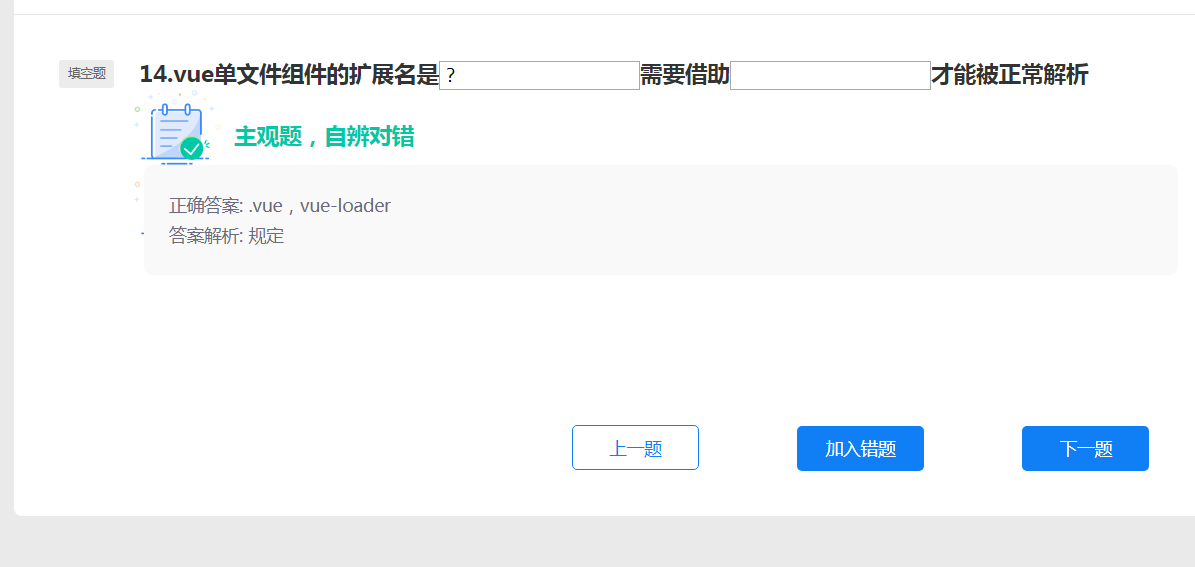 填空题 14.vue单文件组件的扩展名是 ? 需要借助 才能被正常解析
主观题，自辨对错
正确答案: .vue，vue-loader
答案解析: 规定
上一题 加入错题 下一题